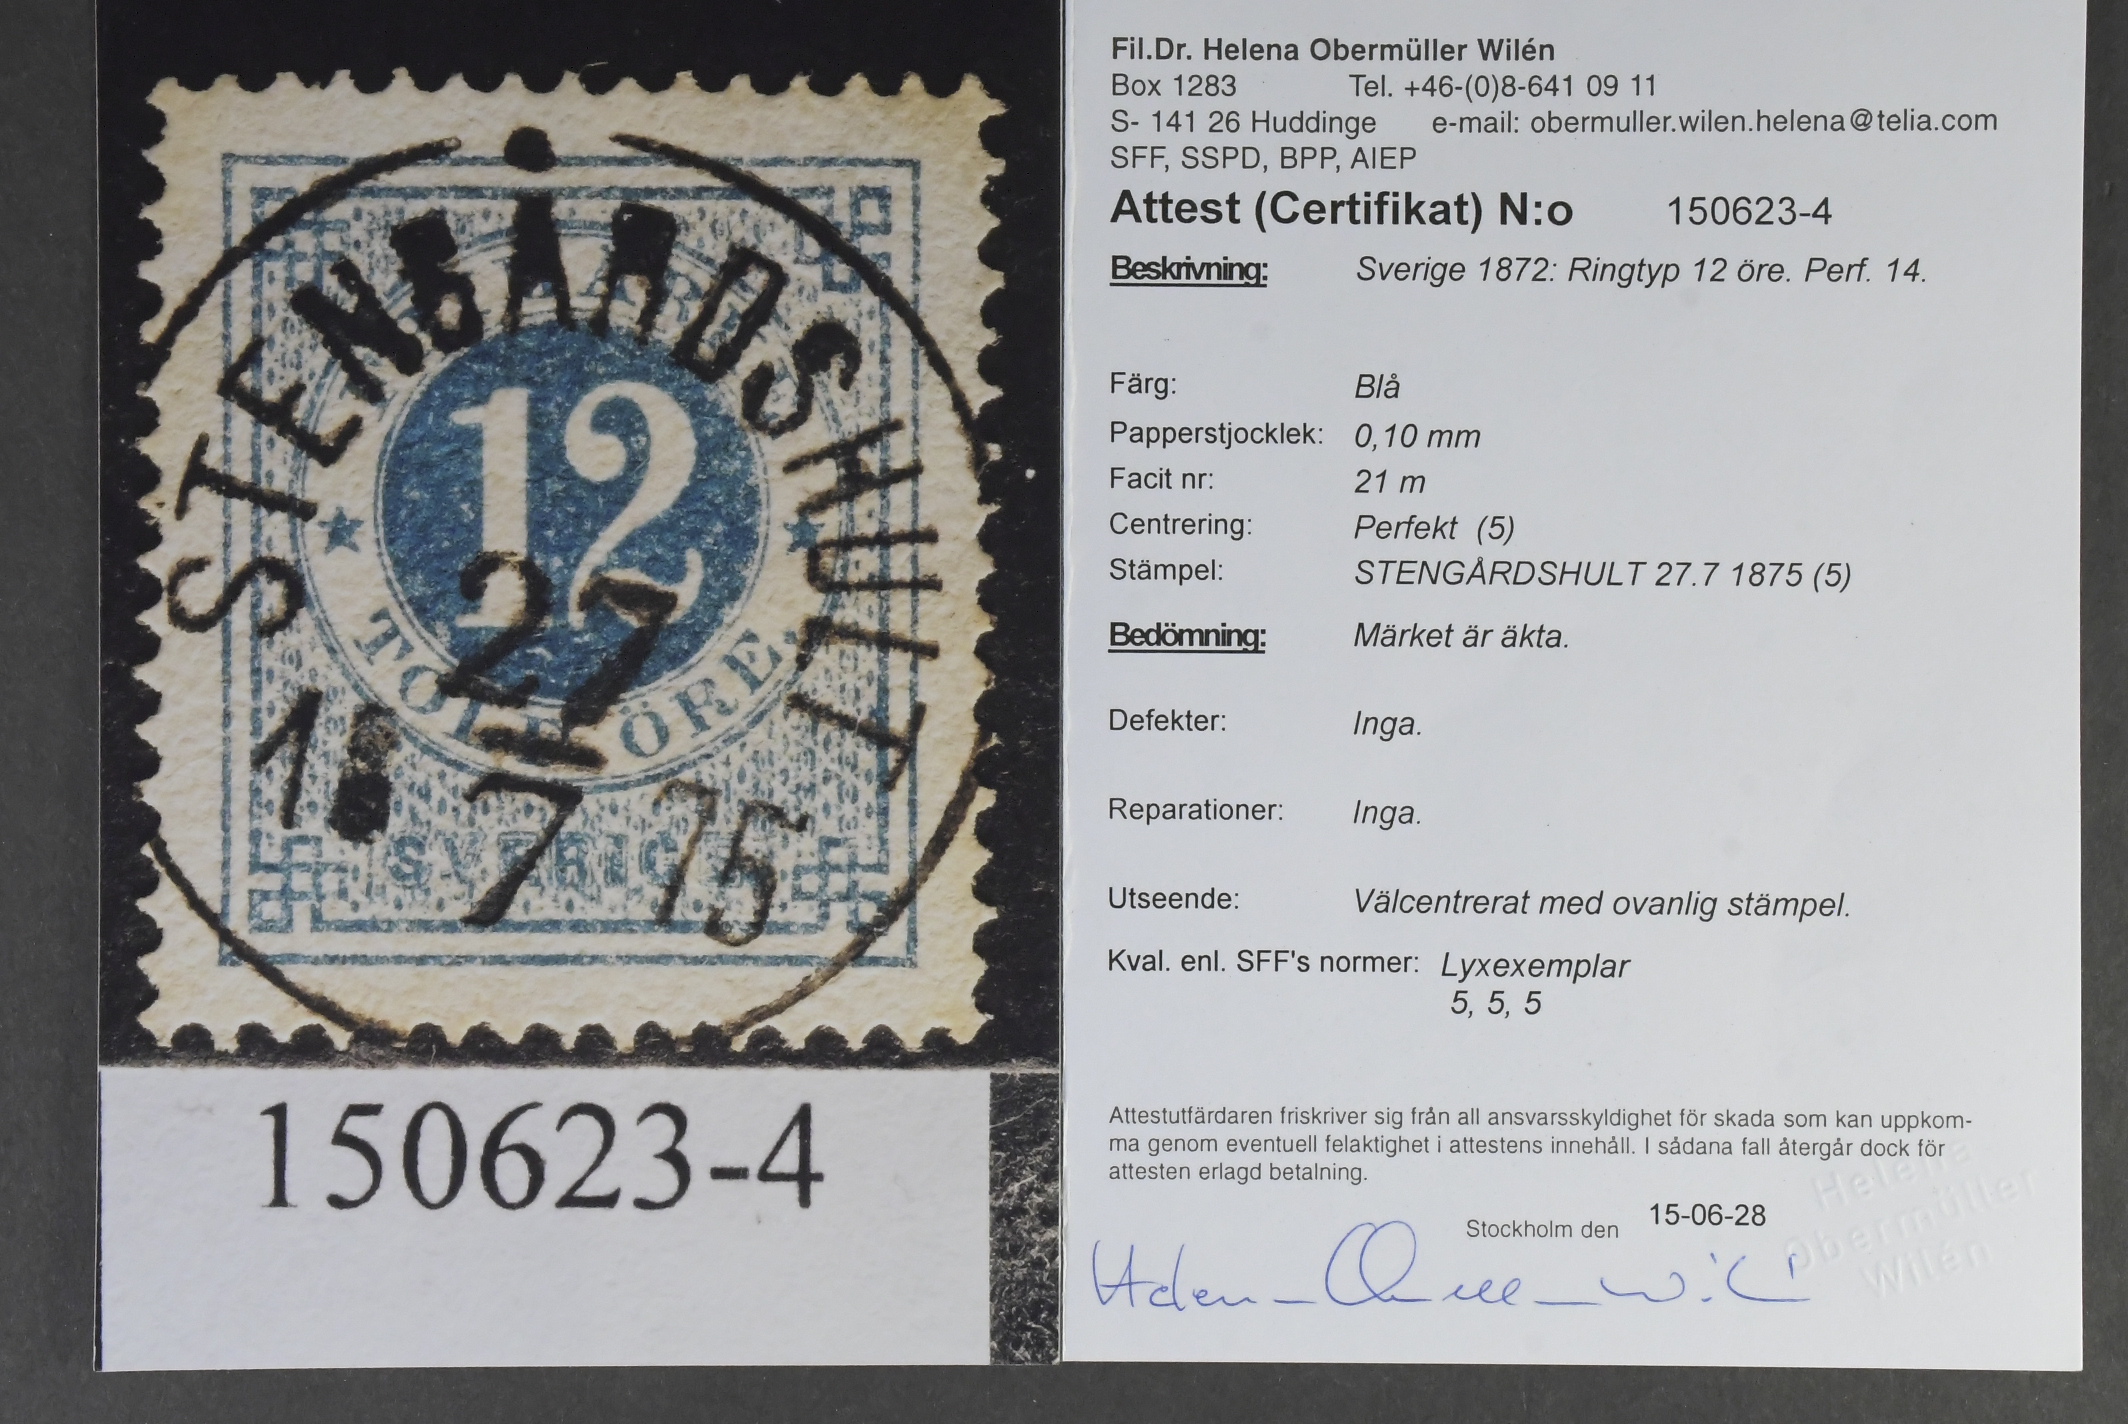 STENGÅRDSHULT
12
TOLF ÖRE.
27
7
18 75
SVERIGE
150623-4
Fil.Dr. Helena Obermüller Wilén
Box 1283 Tel. +46-(0)8-641 09 11
S- 141 26 Huddinge e-mail: obermuller.wilen.helena@telia.com
SFF, SSPD, BPP, AIEP
Attest (Certifikat) N:o 150623-4
Beskrivning: Sverige 1872: Ringtyp 12 öre. Perf. 14.
Färg: Blå
Papperstjocklek: 0,10 mm
Facit nr: 21 m
Centrering: Perfekt (5)
Stämpel: STENGÅRDSHULT 27.7 1875 (5)
Bedömning: Märket är äkta.
Defekter: Inga.
Reparationer: Inga.
Utseende: Välcentrerat med ovanlig stämpel.
Kval. enl. SFF's normer: Lyxexemplar
5, 5, 5
Attestutfärdaren friskriver sig från all ansvarsskyldighet för skada som kan uppkom-
ma genom eventuell felaktighet i attestens innehåll. I sådana fall återgår dock för
attesten erlagd betalning.
Stockholm den 15-06-28
Helena
Obermüller
Wilén